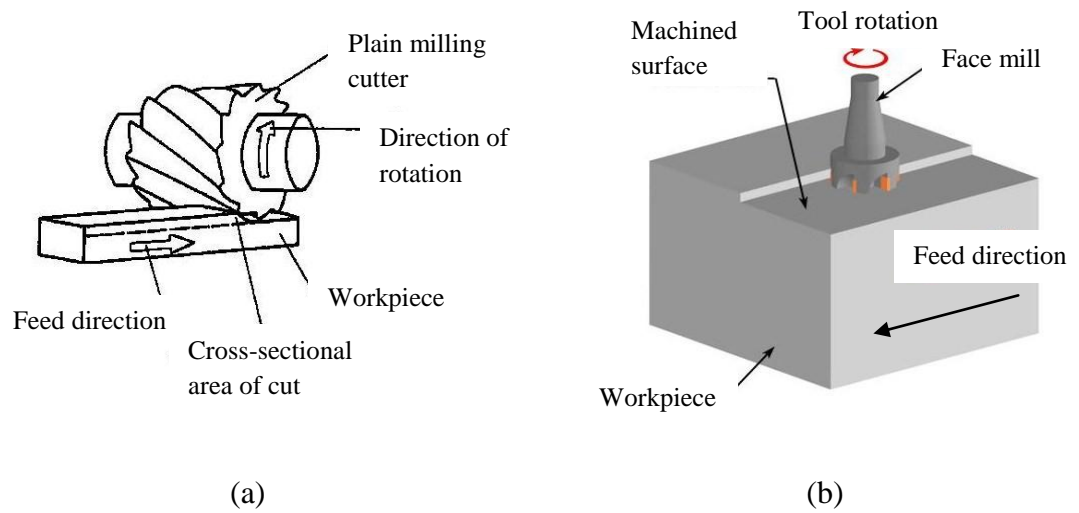 Plain milling
cutter
Direction of
rotation
Workpiece
Feed direction
Cross-sectional
area of cut
(a)
Tool rotation
Machined
surface
Face mill
Feed direction
Workpiece
(b)